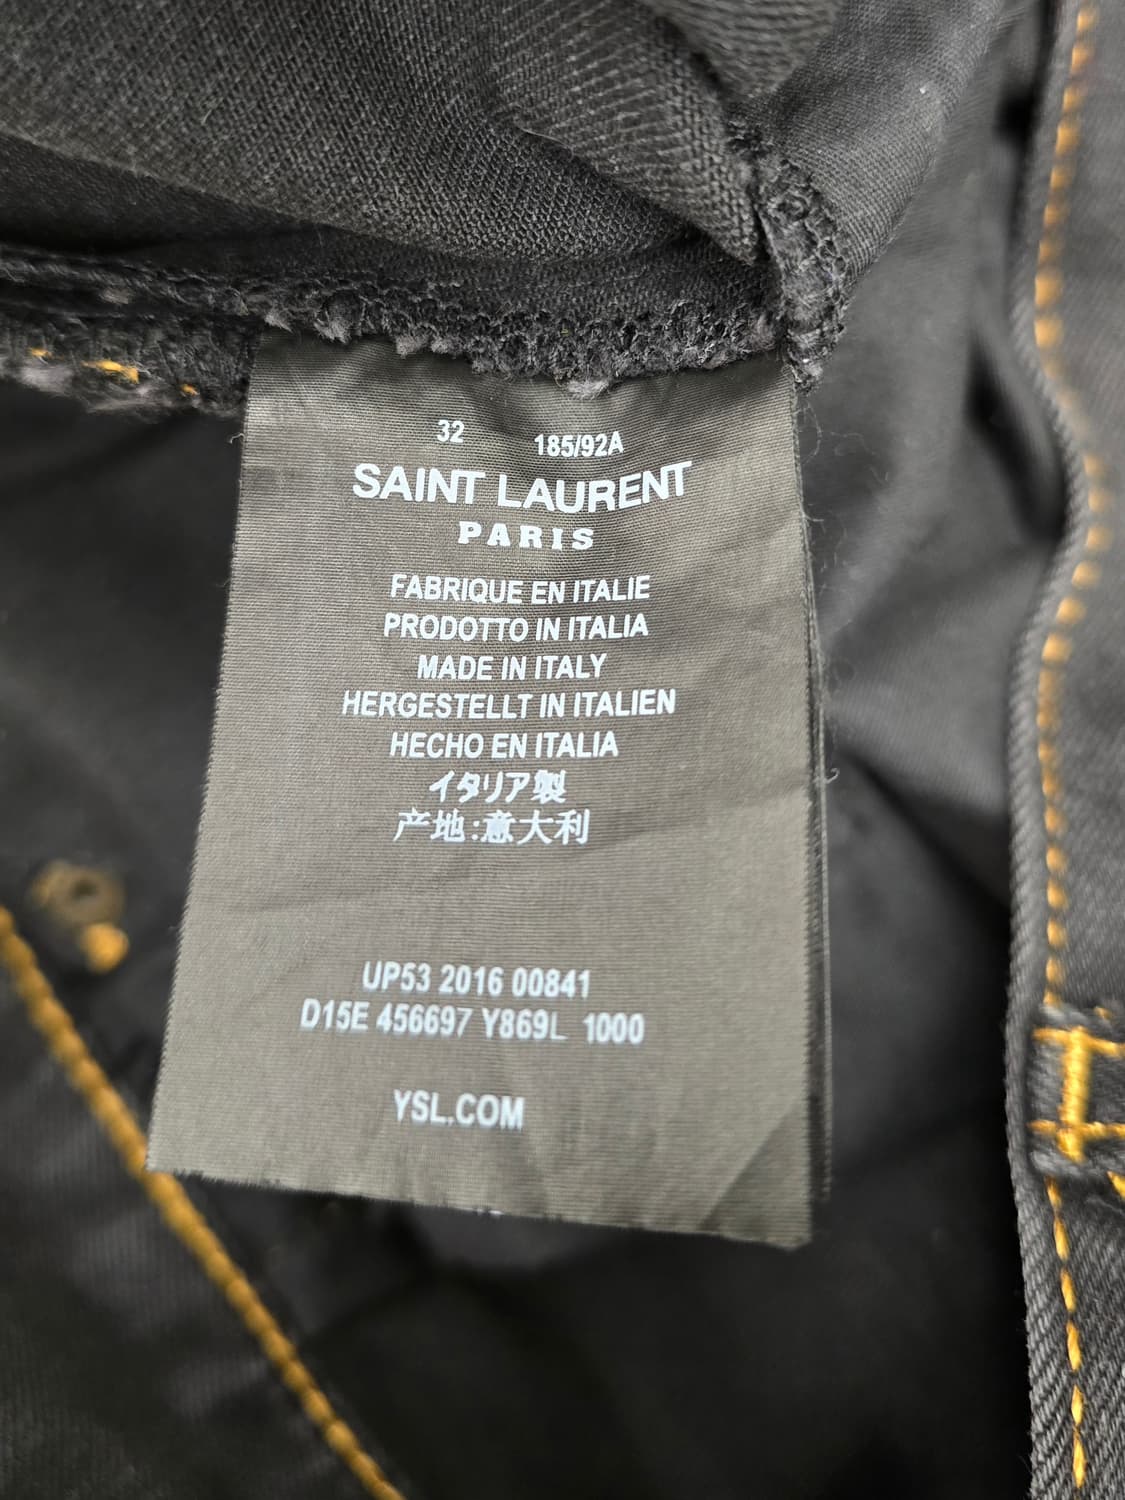 32 185/92A
SAINT LAURENT
PARIS
FABRIQUE EN ITALIE
PRODOTTO IN ITALIA
MADE IN ITALY
HERGESTELLT IN ITALIEN
HECHO EN ITALIA
イタリア製
产地:意大利
UP53 2016 00841
D15E 456697 Y869L 1000
YSL.COM